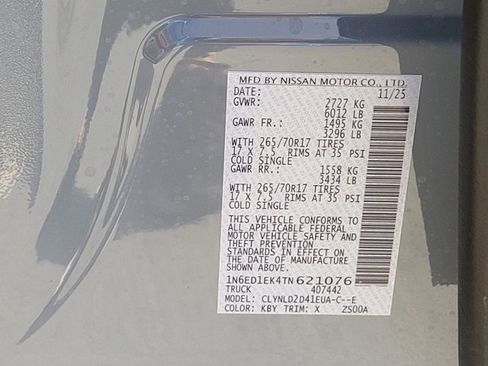 MFD BY NISSAN MOTOR CO., LTD.
DATE: 11/25
GVWR: 2727 KG
6012 LB
GAWR FR.: 1495 KG
3296 LB
WITH 265/70R17 TIRES
17 X 7.5 RIMS AT 35 PSI
COLD SINGLE
GAWR RR.: 1558 KG
3434 LB
WITH 265/70R17 TIRES
17 X 7.5 RIMS AT 35 PSI
COLD SINGLE
THIS VEHICLE CONFORMS TO
ALL APPLICABLE FEDERAL
MOTOR VEHICLE SAFETY AND
THEFT PREVENTION
STANDARDS IN EFFECT ON
THE DATE OF MANUFACTURE
SHOWN ABOVE.
1N6ED1EK4TN621076
TRUCK 407442
MODEL: CLYNLD2D41EUA-C--E
COLOR: KBY TRIM: X ZS00A